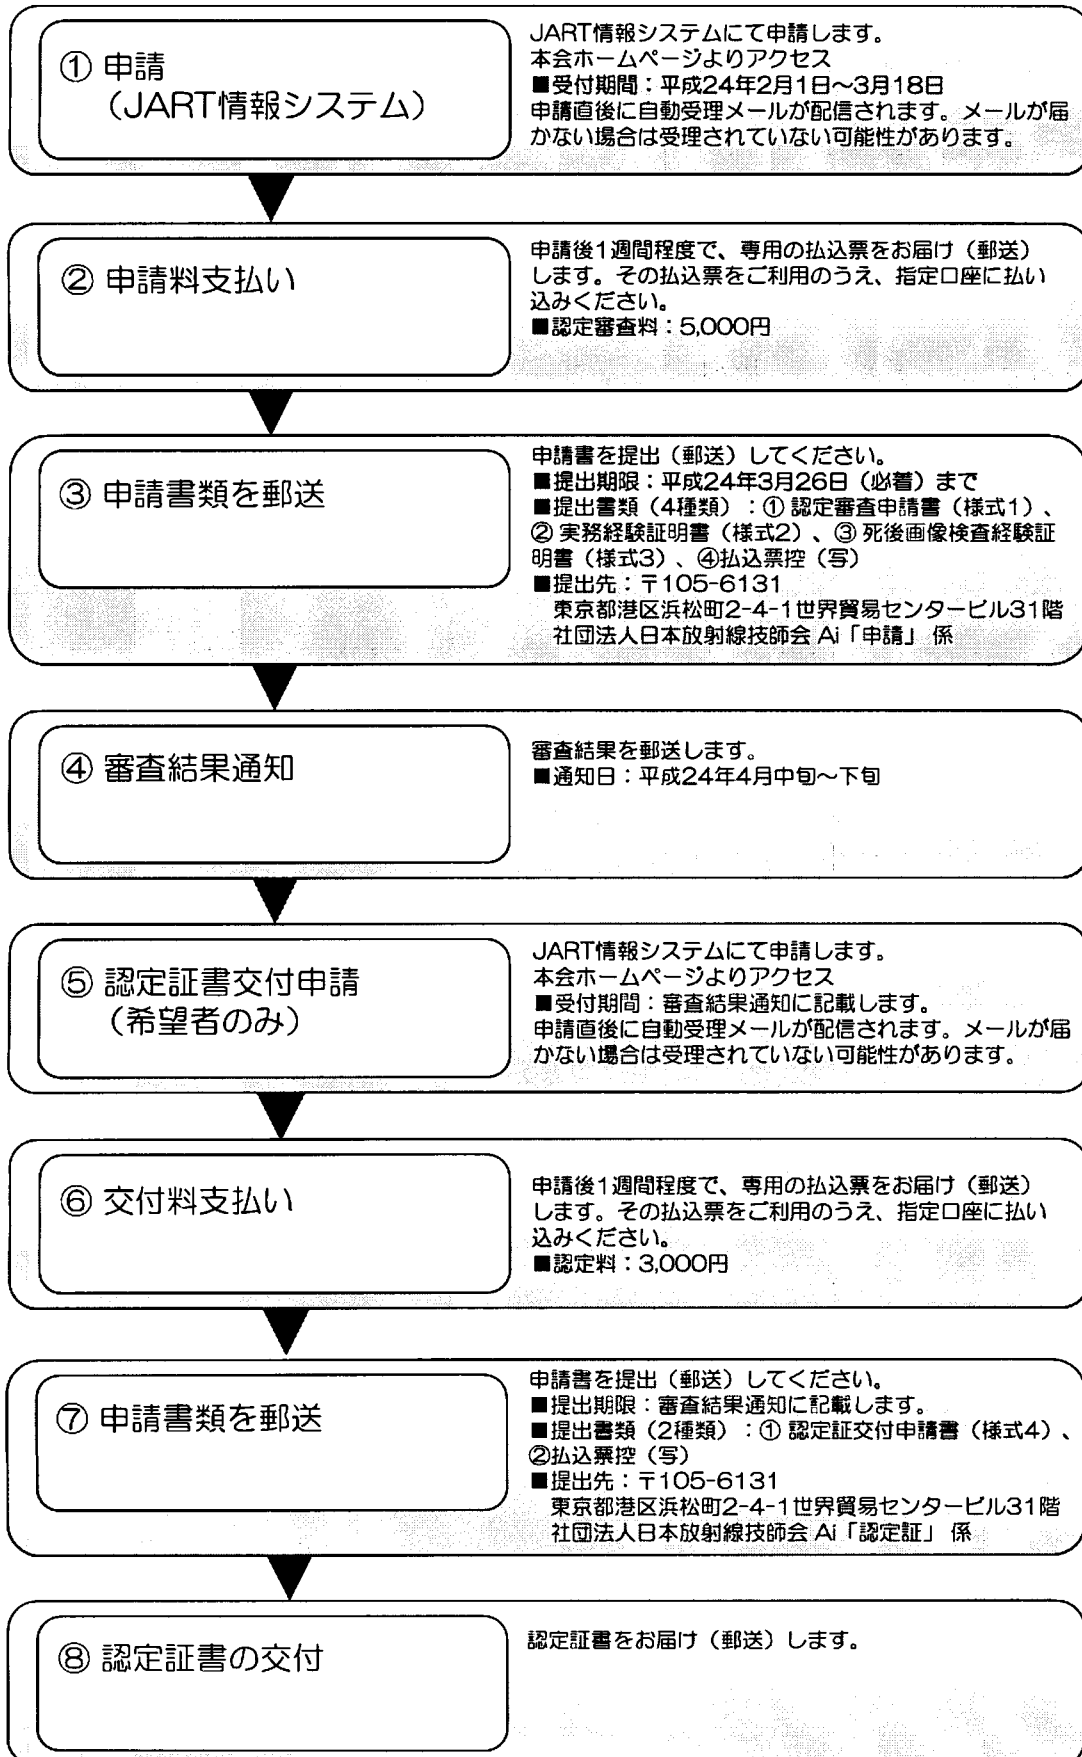 ① 申請
（JART情報システム）
JART情報システムにて申請します。
本会ホームページよりアクセス
■受付期間：平成24年2月1日～3月18日
申請直後に自動受理メールが配信されます。メールが届
かない場合は受理されていない可能性があります。
② 申請料支払い
申請後1週間程度で、専用の払込票をお届け（郵送）
します。その払込票をご利用のうえ、指定口座に払い
込みください。
■認定審査料：5,000円
③ 申請書類を郵送
申請書を提出（郵送）してください。
■提出期限：平成24年3月26日（必着）まで
■提出書類（4種類）：① 認定審査申請書（様式1）、
② 実務経験証明書（様式2）、③ 死後画像検査経験証
明書（様式3）、④払込票控（写）
■提出先：〒105-6131
東京都港区浜松町2-4-1世界貿易センタービル31階
社団法人日本放射線技師会 Ai「申請」 係
④ 審査結果通知
審査結果を郵送します。
■通知日：平成24年4月中旬～下旬
⑤ 認定証書交付申請
（希望者のみ）
JART情報システムにて申請します。
本会ホームページよりアクセス
■受付期間：審査結果通知に記載します。
申請直後に自動受理メールが配信されます。メールが届
かない場合は受理されていない可能性があります。
⑥ 交付料支払い
申請後1週間程度で、専用の払込票をお届け（郵送）
します。その払込票をご利用のうえ、指定口座に払い
込みください。
■認定料：3,000円
⑦ 申請書類を郵送
申請書を提出（郵送）してください。
■提出期限：審査結果通知に記載します。
■提出書類（2種類）：① 認定証交付申請書（様式4）、
②払込票控（写）
■提出先：〒105-6131
東京都港区浜松町2-4-1世界貿易センタービル31階
社団法人日本放射線技師会 Ai「認定証」 係
⑧ 認定証書の交付
認定証書をお届け（郵送）します。